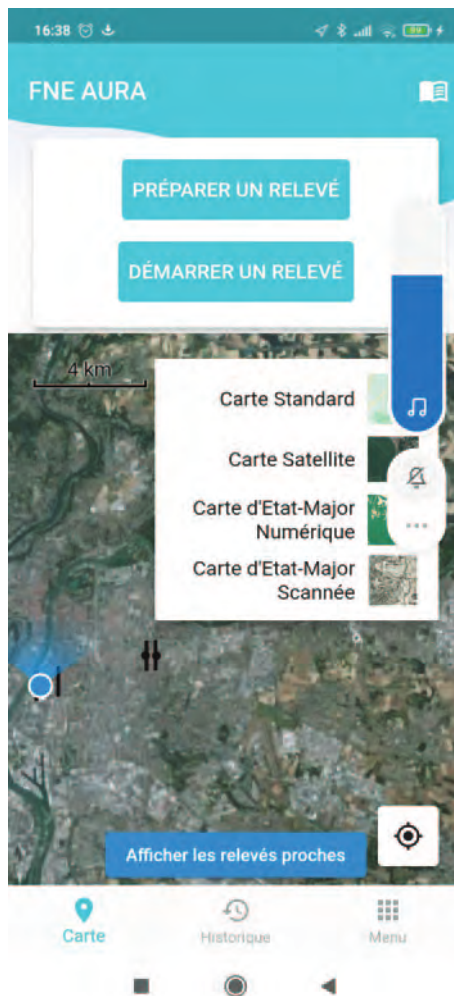 16:38
89
FNE AURA
PRÉPARER UN RELEVÉ
DÉMARRER UN RELEVÉ
4 km
Carte Standard
Carte Satellite
Carte d'Etat-Major
Numérique
Carte d'Etat-Major
Scannée
Afficher les relevés proches
Carte
Historique
Menu